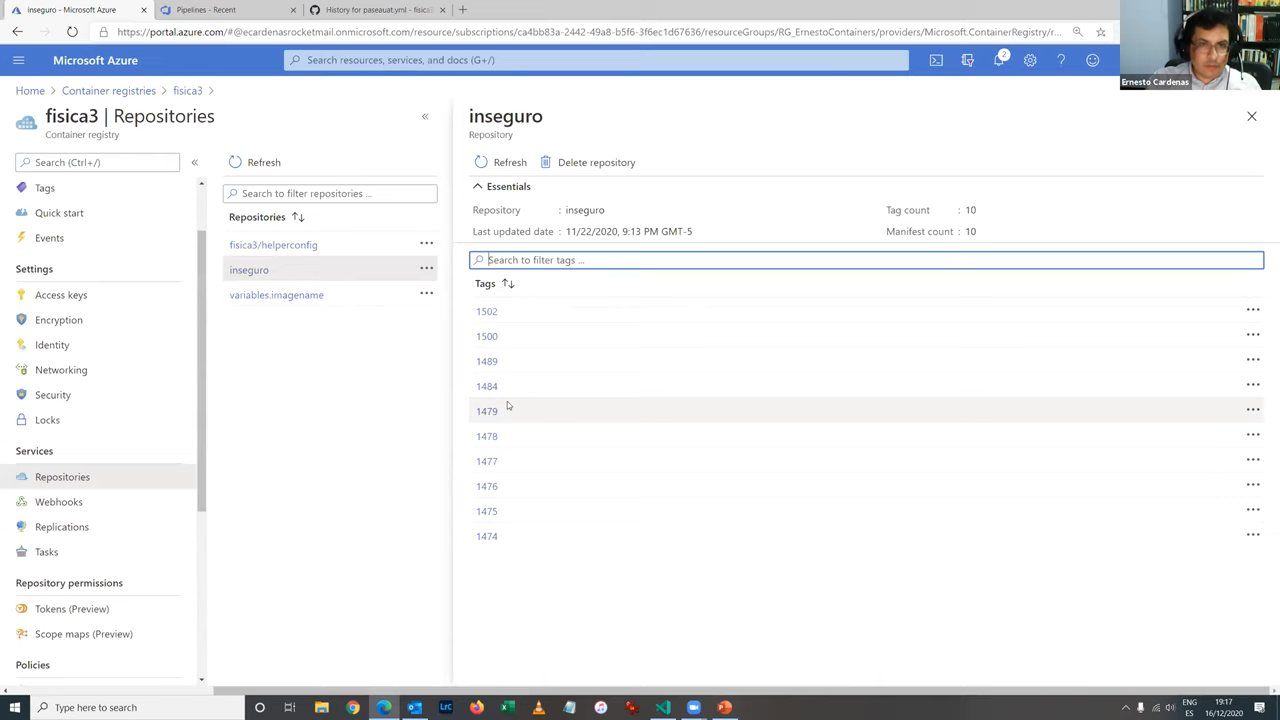 inseguro - Microsoft Azure
Pipelines - Recent
History for paseauat.yml - fisica3
https://portal.azure.com/#@ecardenasrocketmail.onmicrosoft.com/resource/subscriptions/ca4bb83a-2442-49a8-b5f6-3f6ec1d67636/resourceGroups/RG_ErnestoContainers/providers/Microsoft.ContainerRegistry/r...
Microsoft Azure
Search resources, services, and docs (G+/)
2
Ernesto Cardenas
Home > Container registries > fisica3 >
fisica3 | Repositories
Container registry
Search (Ctrl+/)
Tags
Quick start
Events
Settings
Access keys
Encryption
Identity
Networking
Security
Locks
Services
Repositories
Webhooks
Replications
Tasks
Repository permissions
Tokens (Preview)
Scope maps (Preview)
Policies
Refresh
Search to filter repositories ...
Repositories
fisica3/helperconfig
inseguro
variables.imagename
inseguro
Repository
Refresh
Delete repository
Essentials
Repository : inseguro
Tag count : 10
Last updated date : 11/22/2020, 9:13 PM GMT-5
Manifest count : 10
Search to filter tags ...
Tags
1502
1500
1489
1484
1479
1478
1477
1476
1475
1474
Type here to search
ENG
ES
19:17
16/12/2020